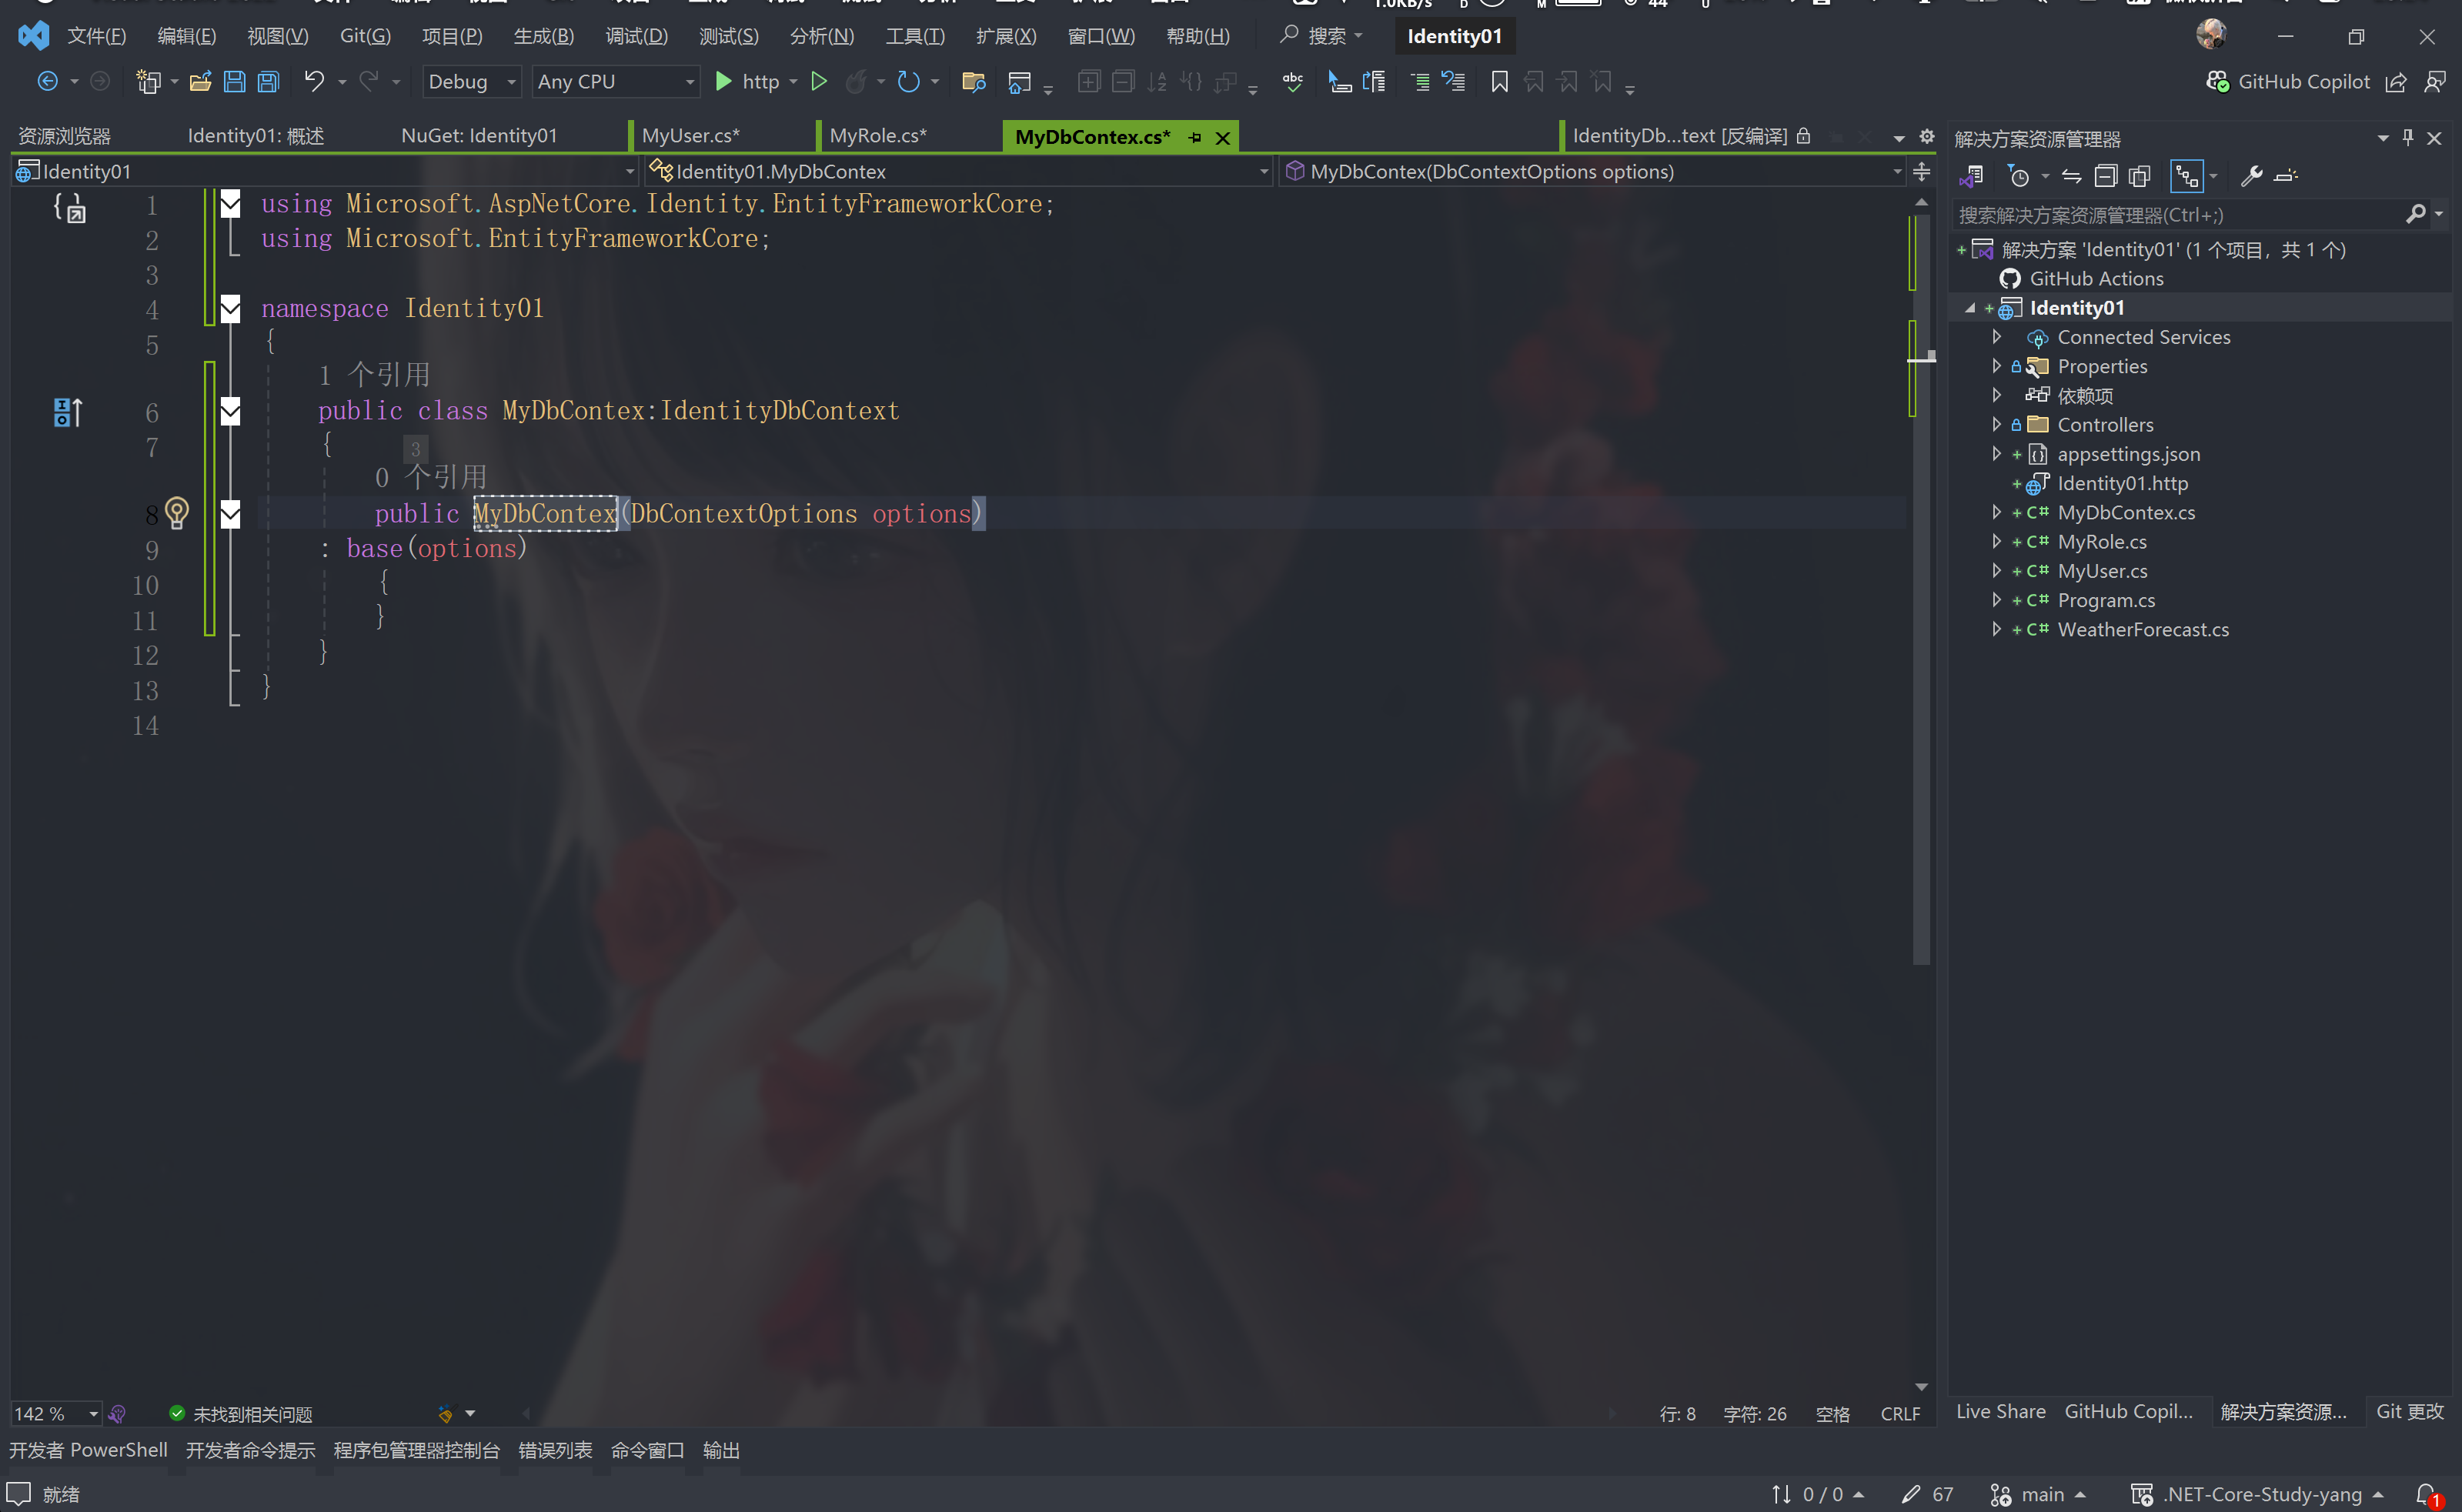 文件(F) 编辑(E) 视图(V) Git(G) 项目(P) 生成(B) 调试(D) 测试(S) 分析(N) 工具(T) 扩展(X) 窗口(W) 帮助(H) 搜索 Identity01
Debug Any CPU http GitHub Copilot
资源浏览器 Identity01: 概述 NuGet: Identity01 MyUser.cs* MyRole.cs* MyDbContex.cs* IdentityDb...text [反编译]
Identity01 Identity01.MyDbContex MyDbContex(DbContextOptions options)
1 using Microsoft.AspNetCore.Identity.EntityFrameworkCore;
2 using Microsoft.EntityFrameworkCore;
3
4 namespace Identity01
5 {
1 个引用
6 public class MyDbContex:IdentityDbContext
7 {
3
0 个引用
8 public MyDbContex(DbContextOptions options)
9 : base(options)
10 {
11 }
12 }
13 }
14
142 % 未找到相关问题 行: 8 字符: 26 空格 CRLF
解决方案资源管理器
搜索解决方案资源管理器(Ctrl+;)
解决方案 'Identity01' (1 个项目，共 1 个)
GitHub Actions
Identity01
Connected Services
Properties
依赖项
Controllers
appsettings.json
Identity01.http
C# MyDbContex.cs
C# MyRole.cs
C# MyUser.cs
C# Program.cs
C# WeatherForecast.cs
Live Share GitHub Copil... 解决方案资源... Git 更改
开发者 PowerShell 开发者命令提示 程序包管理器控制台 错误列表 命令窗口 输出
就绪 0 / 0 67 main .NET-Core-Study-yang 1